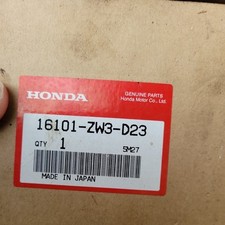 HONDA
GENUINE PARTS
Honda Motor Co., Ltd.
16101-ZW3-D23
QTY 1
5M27
MADE IN JAPAN